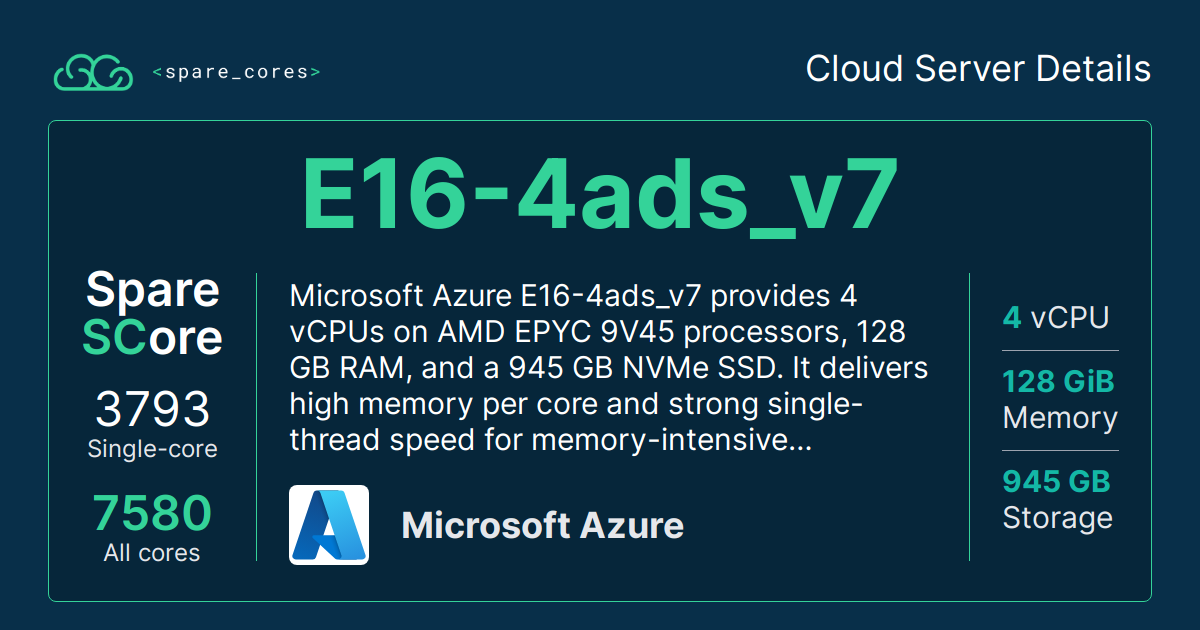 <spare_cores>
Cloud Server Details
E16-4ads_v7
Spare
SCore
3793
Single-core
7580
All cores
Microsoft Azure E16-4ads_v7 provides 4
vCPUs on AMD EPYC 9V45 processors, 128
GB RAM, and a 945 GB NVMe SSD. It delivers
high memory per core and strong single-
thread speed for memory-intensive...
Microsoft Azure
4 vCPU
128 GiB
Memory
945 GB
Storage